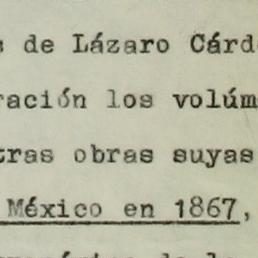 de Lázaro Cárd
ración los volúm
tras obras suyas
México en 1867,